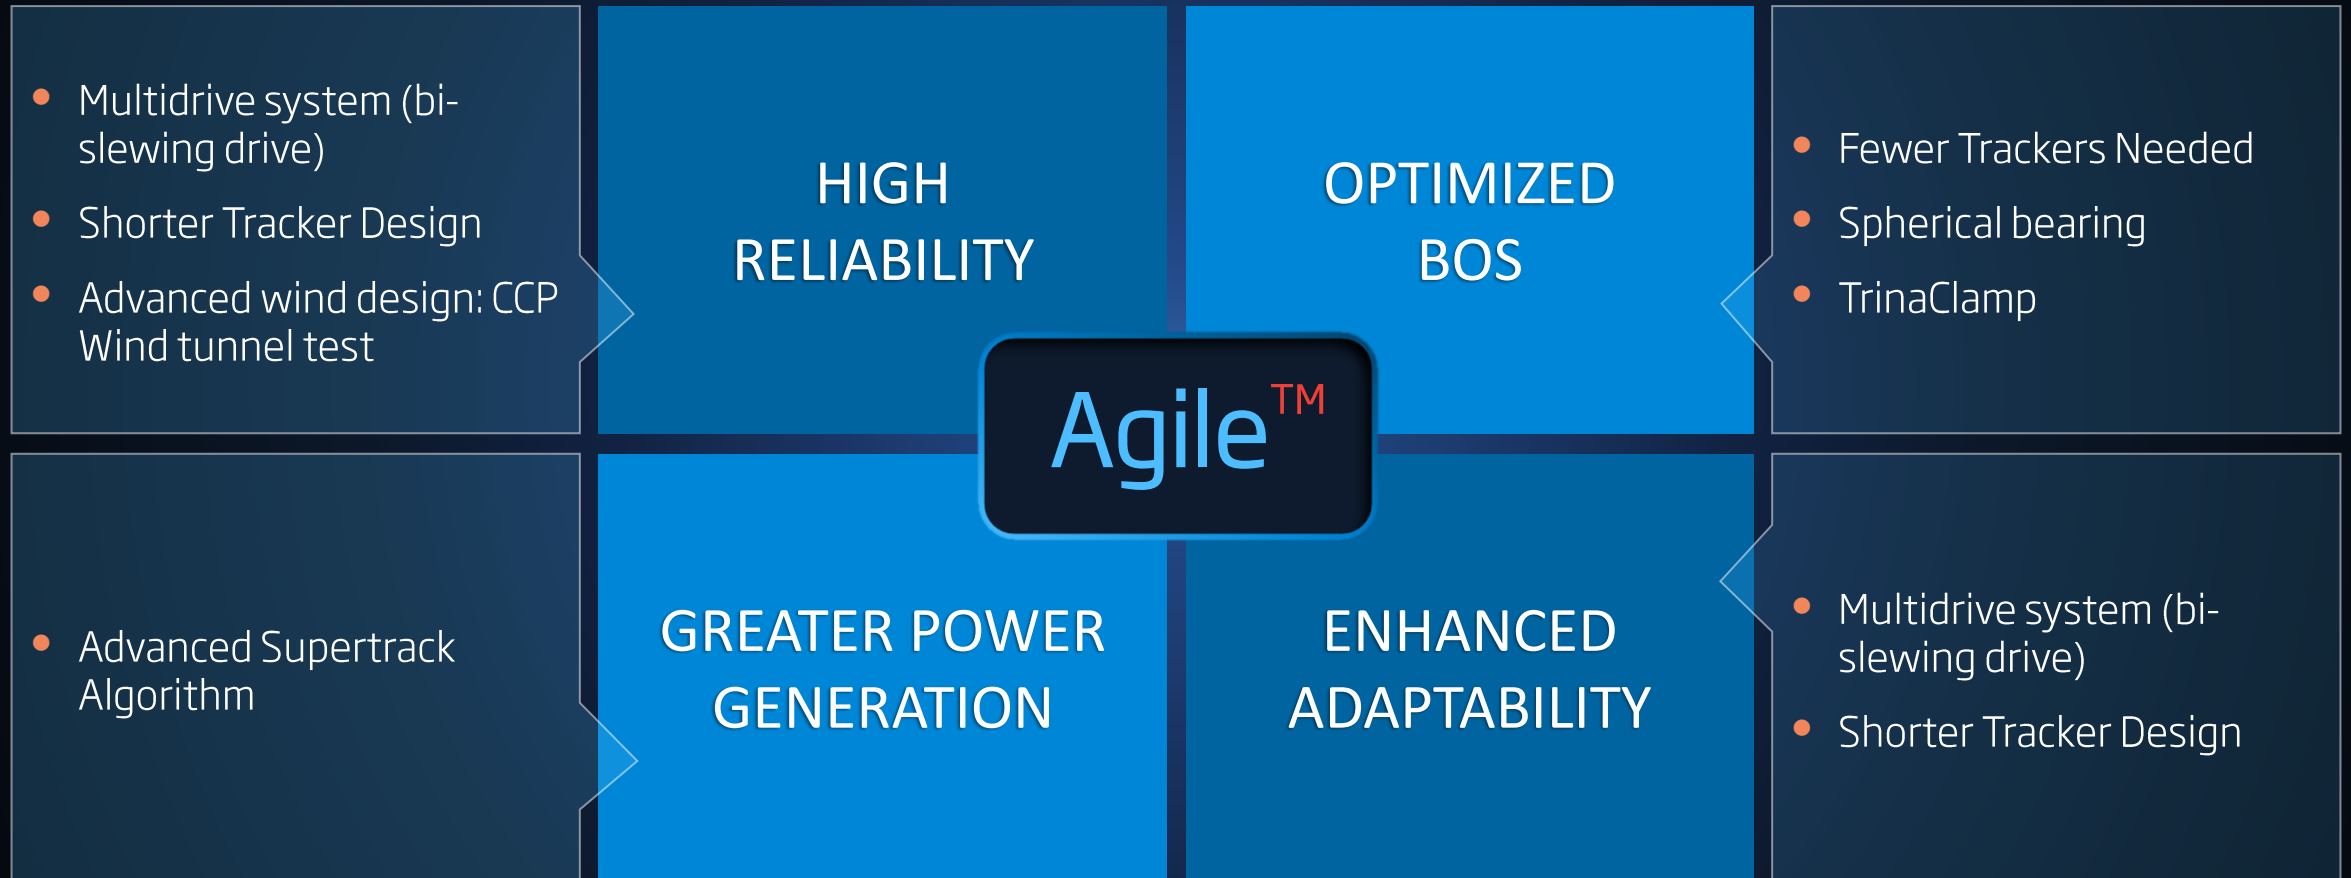 • Multidrive system (bi-
slewing drive)
• Shorter Tracker Design
• Advanced wind design: CCP
Wind tunnel test
HIGH
RELIABILITY
OPTIMIZED
BOS
• Fewer Trackers Needed
• Spherical bearing
• TrinaClamp
Agile™
• Advanced Supertrack
Algorithm
GREATER POWER
GENERATION
ENHANCED
ADAPTABILITY
• Multidrive system (bi-
slewing drive)
• Shorter Tracker Design